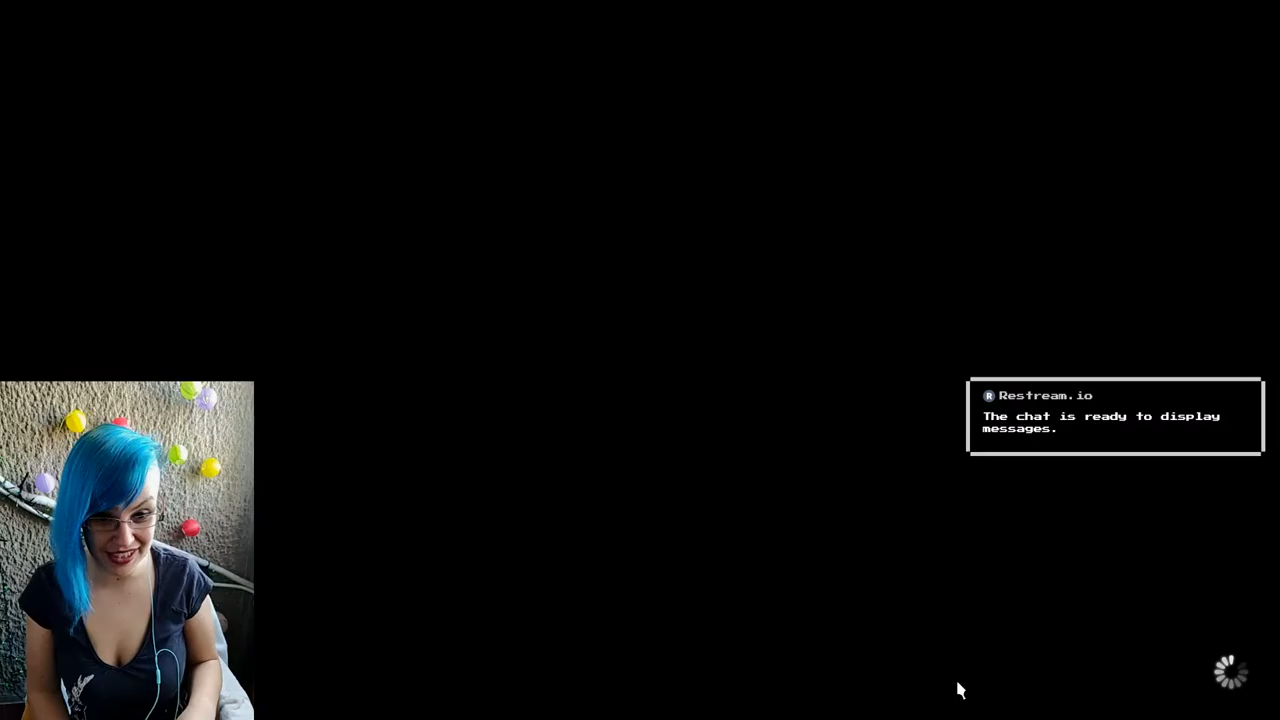 R Restream.io
The chat is ready to display
messages.